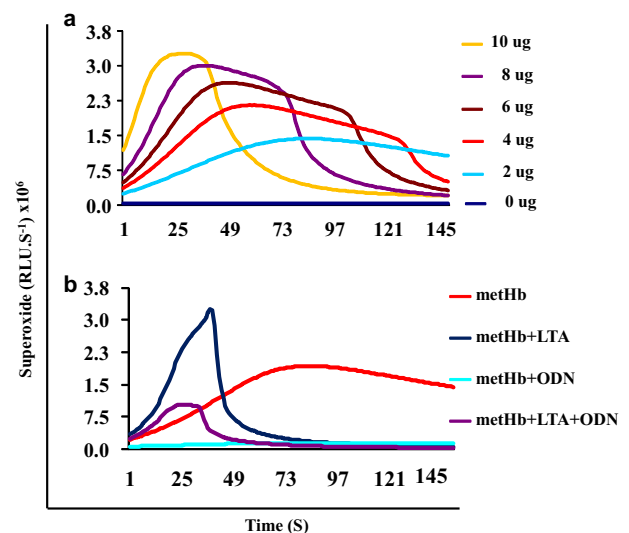 a
3.8
3.0
2.3
1.5
7.5
0.0
1 25 49 73 97 121 145
10 ug
8 ug
6 ug
4 ug
2 ug
0 ug
Superoxide (RLU.S-1) x10⁶
b
3.8
3.0
2.3
1.5
7.5
0.0
1 25 49 73 97 121 145
metHb
metHb+LTA
metHb+ODN
metHb+LTA+ODN
Time (S)